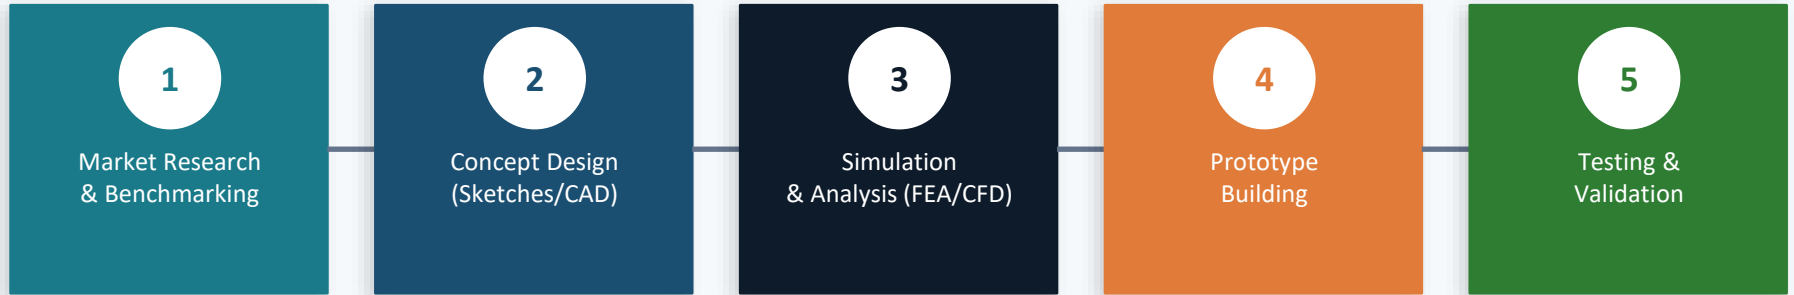 1
Market Research
& Benchmarking
2
Concept Design
(Sketches/CAD)
3
Simulation
& Analysis (FEA/CFD)
4
Prototype
Building
5
Testing &
Validation